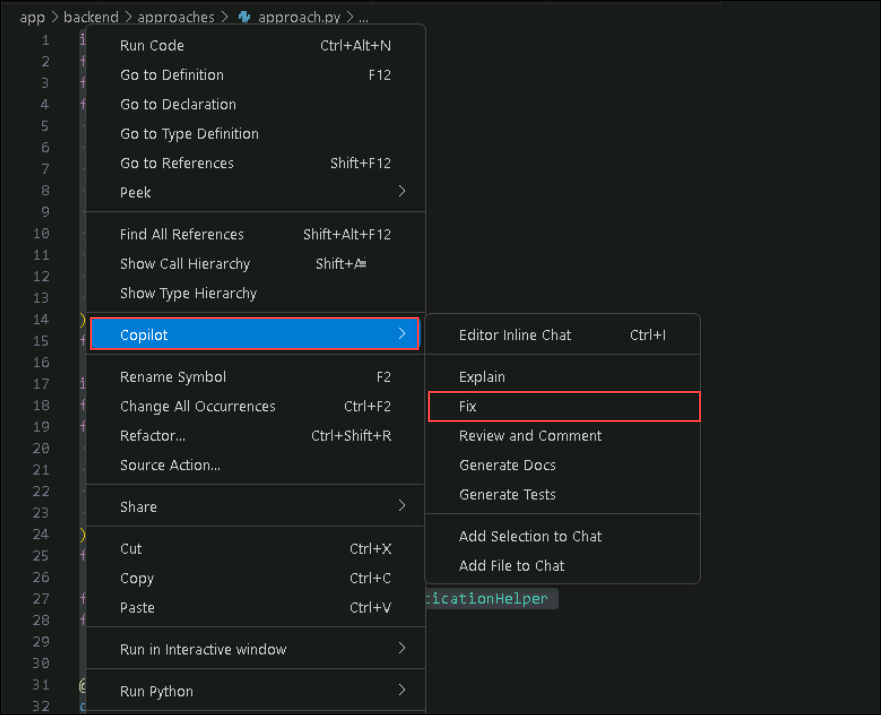 app > backend > approaches > approach.py > ...
1
2
3
4
5
6
7
8
9
10
11
12
13
14 )
15
16
17
18
19
20
21
22
23
24 )
25
26
27 ticationHelper
28
29
30
31 @
32
Run Code Ctrl+Alt+N
Go to Definition F12
Go to Declaration
Go to Type Definition
Go to References Shift+F12
Peek >
Find All References Shift+Alt+F12
Show Call Hierarchy Shift+
Show Type Hierarchy
Copilot >
Rename Symbol F2
Change All Occurrences Ctrl+F2
Refactor... Ctrl+Shift+R
Source Action...
Share >
Cut Ctrl+X
Copy Ctrl+C
Paste Ctrl+V
Run in Interactive window >
Run Python >
Editor Inline Chat Ctrl+I
Explain
Fix
Review and Comment
Generate Docs
Generate Tests
Add Selection to Chat
Add File to Chat